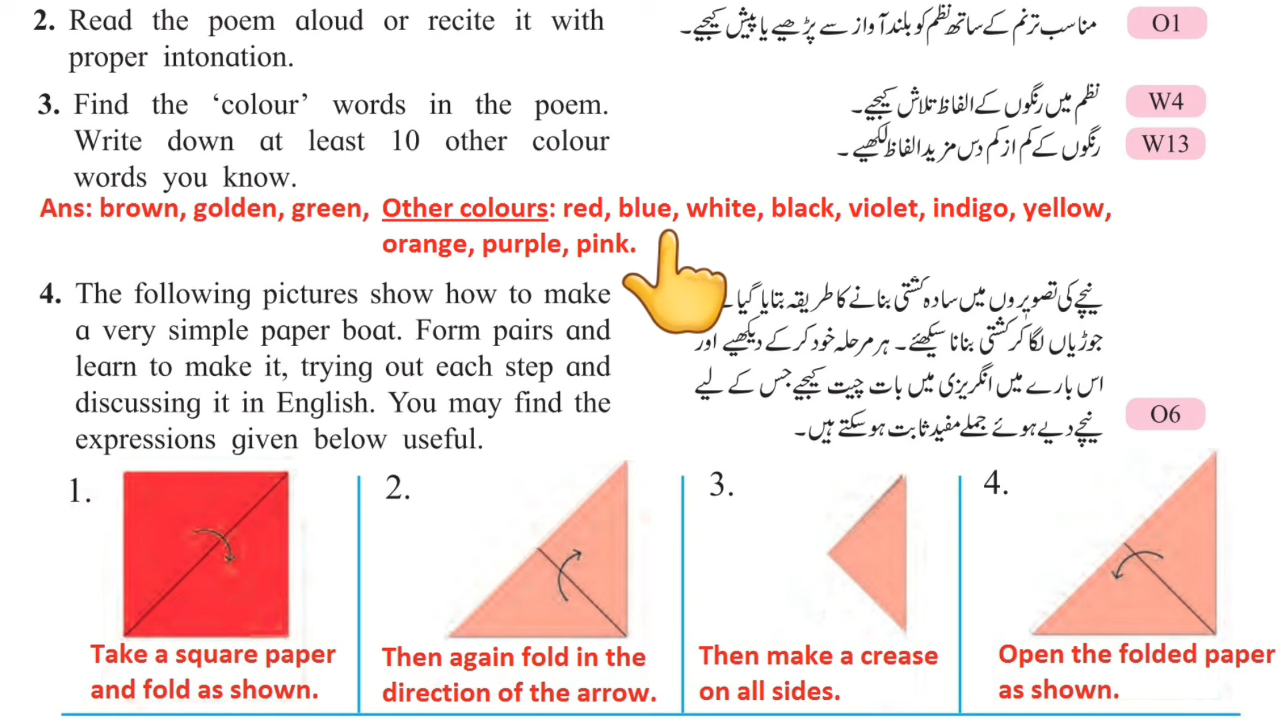 2. Read the poem aloud or recite it with
proper intonation.
مناسب ترنم کے ساتھ نظم کو بلند آواز سے پڑھیے یا پیش کیجیے۔
O1
3. Find the ‘colour’ words in the poem.
Write down at least 10 other colour
words you know.
نظم میں رنگوں کے الفاظ تلاش کیجیے۔
W4
رنگوں کے کم از کم دس مزید الفاظ لکھیے ۔
W13
Ans: brown, golden, green, Other colours: red, blue, white, black, violet, indigo, yellow,
orange, purple, pink.
4. The following pictures show how to make
a very simple paper boat. Form pairs and
learn to make it, trying out each step and
discussing it in English. You may find the
expressions given below useful.
نیچے کی تصویروں میں سادہ کشتی بنانے کا طریقہ بتایا گیا
جوڑیاں لگا کر کشتی بنانا سیکھئے۔ ہر مرحلہ خود کر کے دیکھیے اور
اس بارے میں انگریزی میں بات چیت کیجیے جس کے لیے
نیچے دیے ہوئے جملے مفید ثابت ہو سکتے ہیں۔
O6
1.
Take a square paper
and fold as shown.
2.
Then again fold in the
direction of the arrow.
3.
Then make a crease
on all sides.
4.
Open the folded paper
as shown.